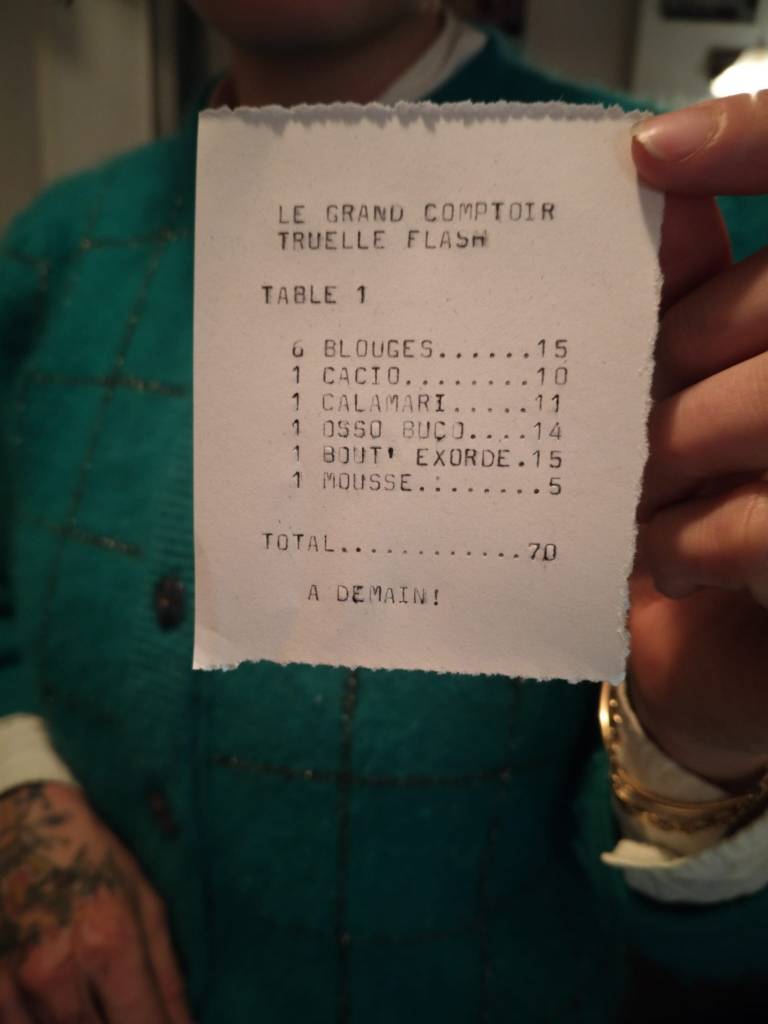 LE GRAND COMPTOIR
TRUELLE FLASH
TABLE 1
6 BLOUGES......15
1 CACIO........10
1 CALAMARI.....11
1 OSSO BUCO....14
1 BOUT' EXORDE.15
1 MOUSSE.:......5
TOTAL............70
A DEMAIN!